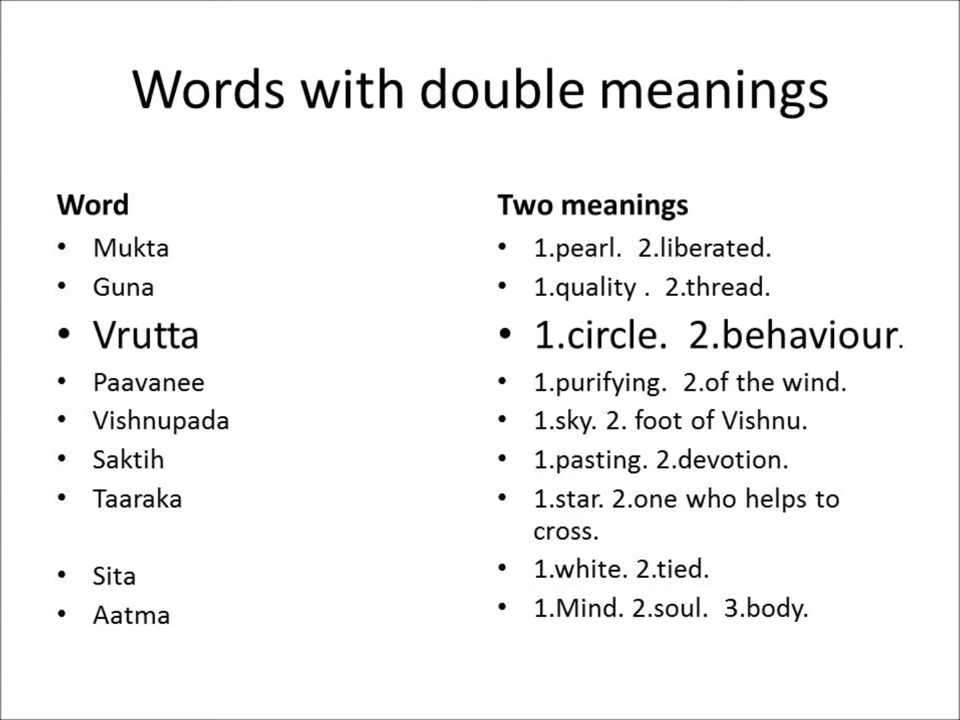 Words with double meanings
Word
• Mukta
• Guna
• Vrutta
• Paavanee
• Vishnupada
• Saktih
• Taaraka
• Sita
• Aatma
Two meanings
• 1.pearl.  2.liberated.
• 1.quality .  2.thread.
• 1.circle.  2.behaviour.
• 1.purifying.  2.of the wind.
• 1.sky. 2. foot of Vishnu.
• 1.pasting. 2.devotion.
• 1.star. 2.one who helps to
cross.
• 1.white. 2.tied.
• 1.Mind. 2.soul.  3.body.